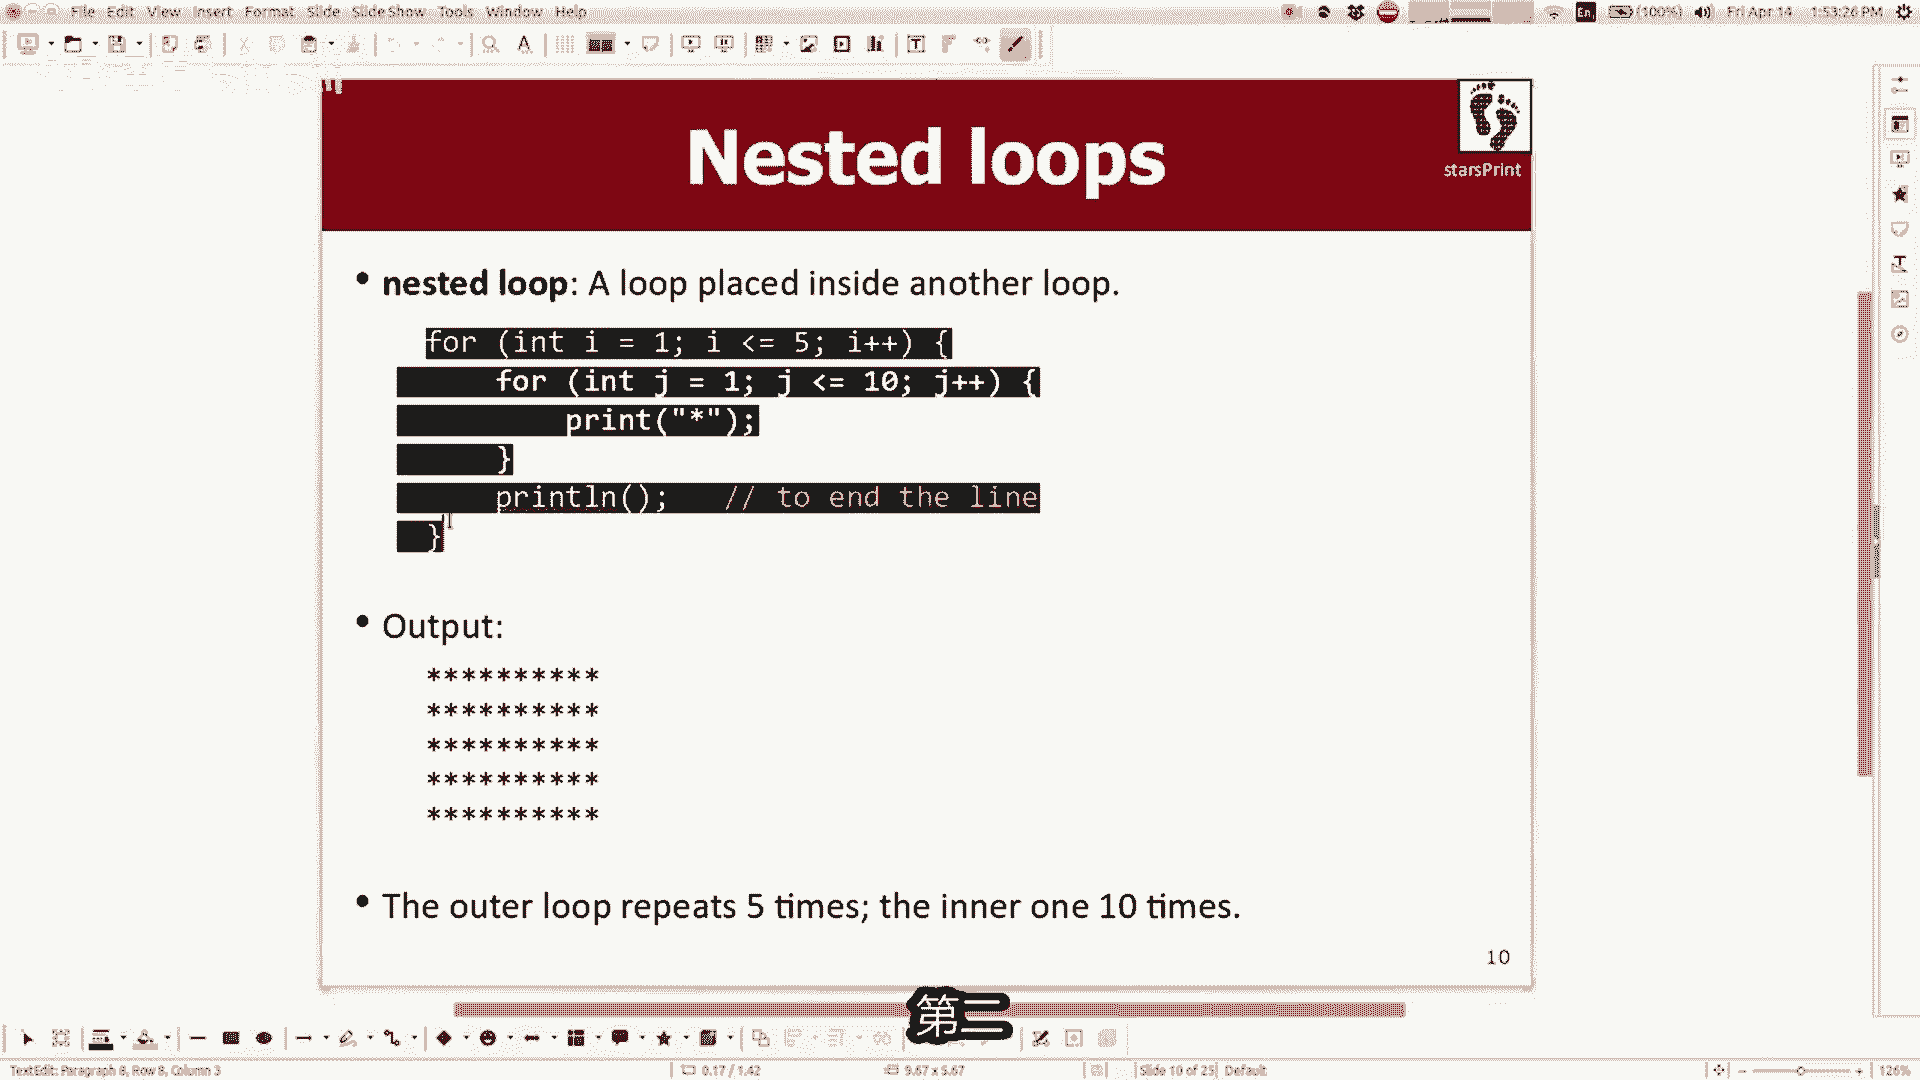 File Edit View Insert Format Slide Slide Show Tools Window Help
En (100%) Fri Apr 14 1:53:26 PM
Nested loops
starsPrint
• nested loop: A loop placed inside another loop.
for (int i = 1; i <= 5; i++) {
for (int j = 1; j <= 10; j++) {
print("*");
}
println(); // to end the line
}
• Output:
**********
**********
**********
**********
**********
• The outer loop repeats 5 times; the inner one 10 times.
10
第二
TextEdit: Paragraph 8, Row 8, Column 3
0.17 / 1.42
9.67 x 5.67
Slide 10 of 25
Default
126%